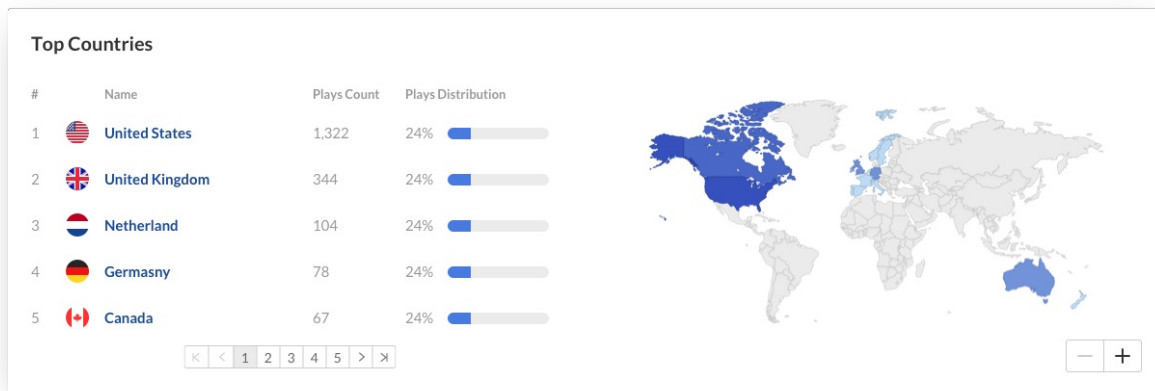 Top Countries
# Name Plays Count Plays Distribution
1 United States 1,322 24%
2 United Kingdom 344 24%
3 Netherland 104 24%
4 Germasny 78 24%
5 Canada 67 24%
1 2 3 4 5